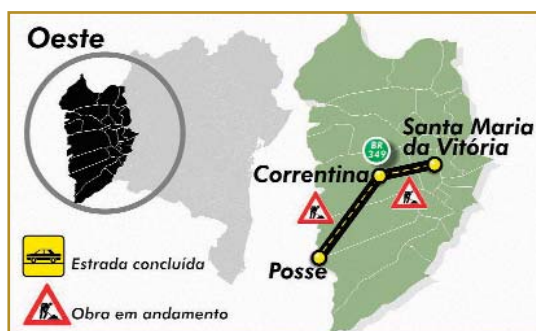 Oeste
BR
349
Santa Maria
da Vitória
Correntina
Posse
Estrada concluída
Obra em andamento